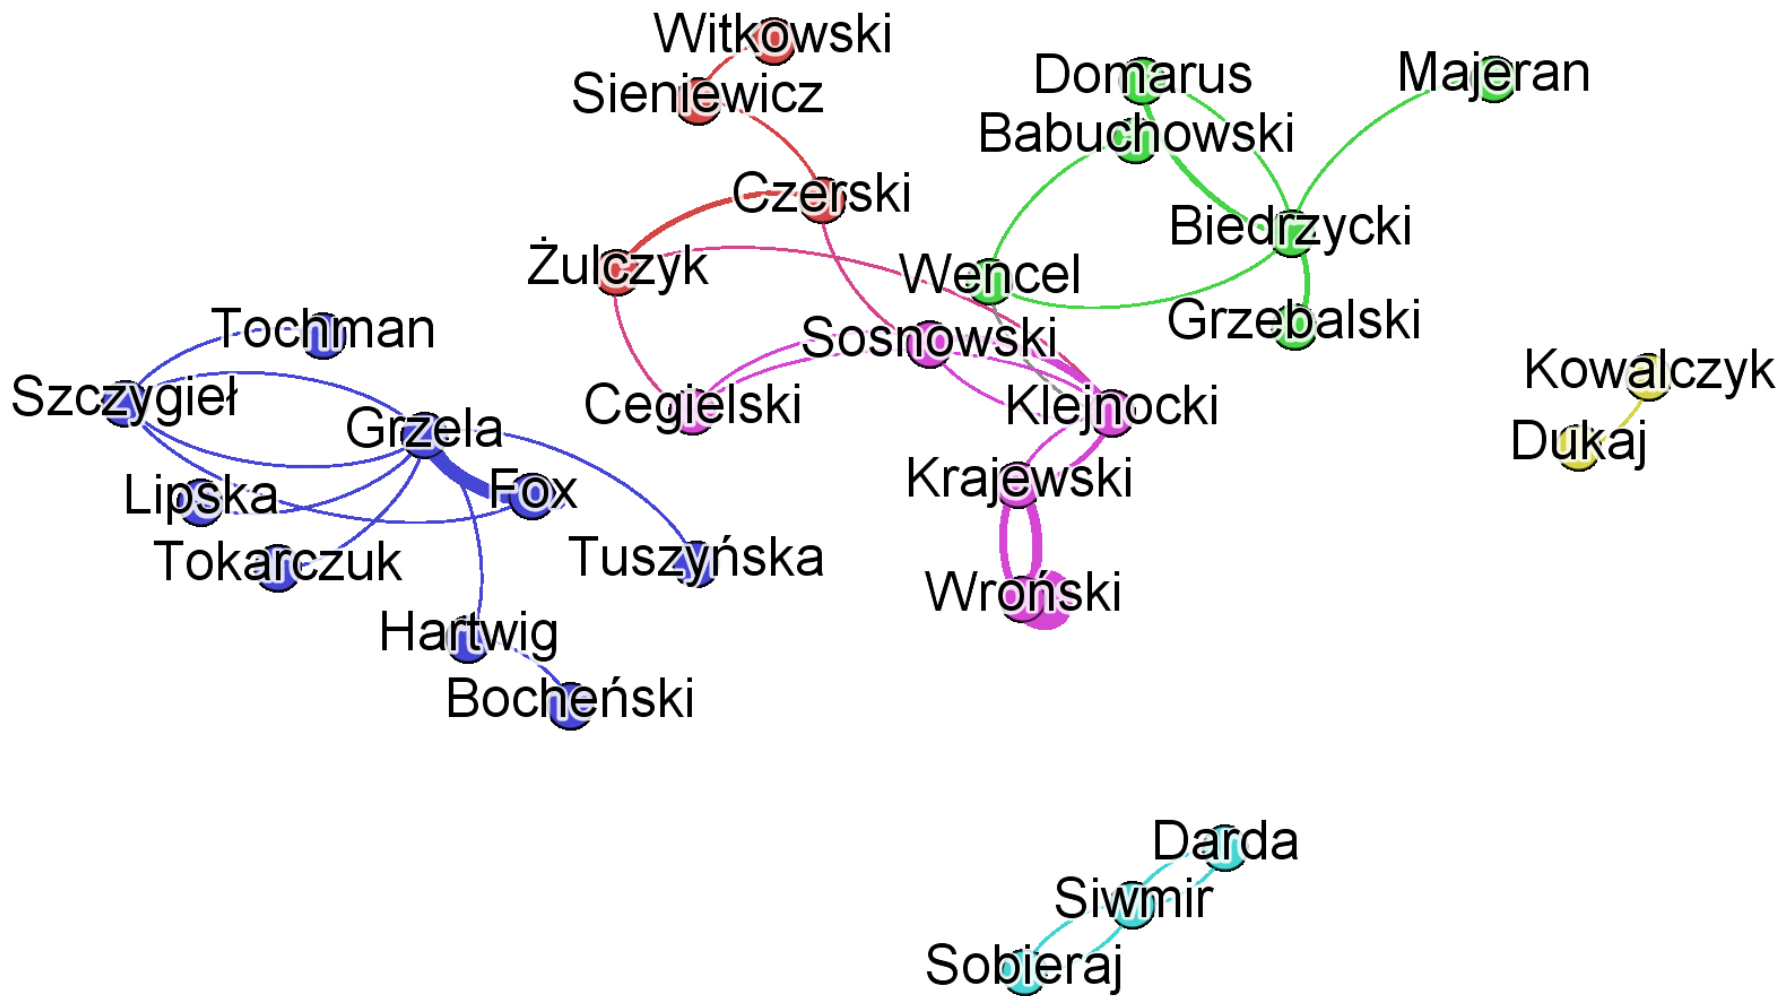 Witkowski
Sieniewicz
Domarus
Majeran
Babuchowski
Czerski
Biedrzycki
Żulczyk
Wencel
Tochman
Sosnowski
Grzebalski
Kowalczyk
Szczygieł
Cegielski
Klejnocki
Grzela
Dukaj
Lipska
Fox
Krajewski
Tokarczuk
Tuszyńska
Wroński
Hartwig
Bocheński
Darda
Siwmir
Sobieraj